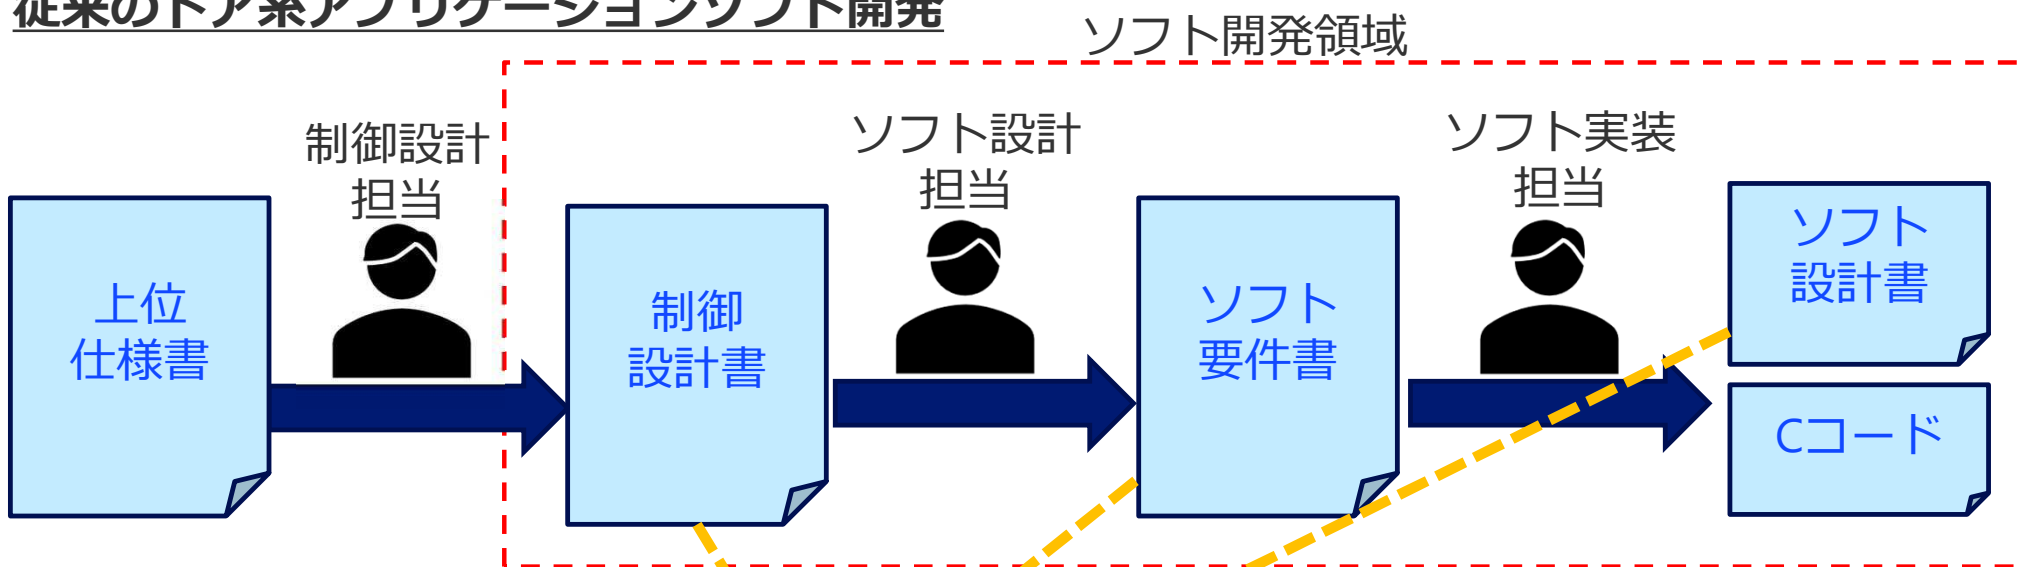 従来のドア系アプリケーションソフト開発
ソフト開発領域
制御設計
担当
ソフト設計
担当
ソフト実装
担当
上位
仕様書
制御
設計書
ソフト
要件書
ソフト
設計書
Cコード